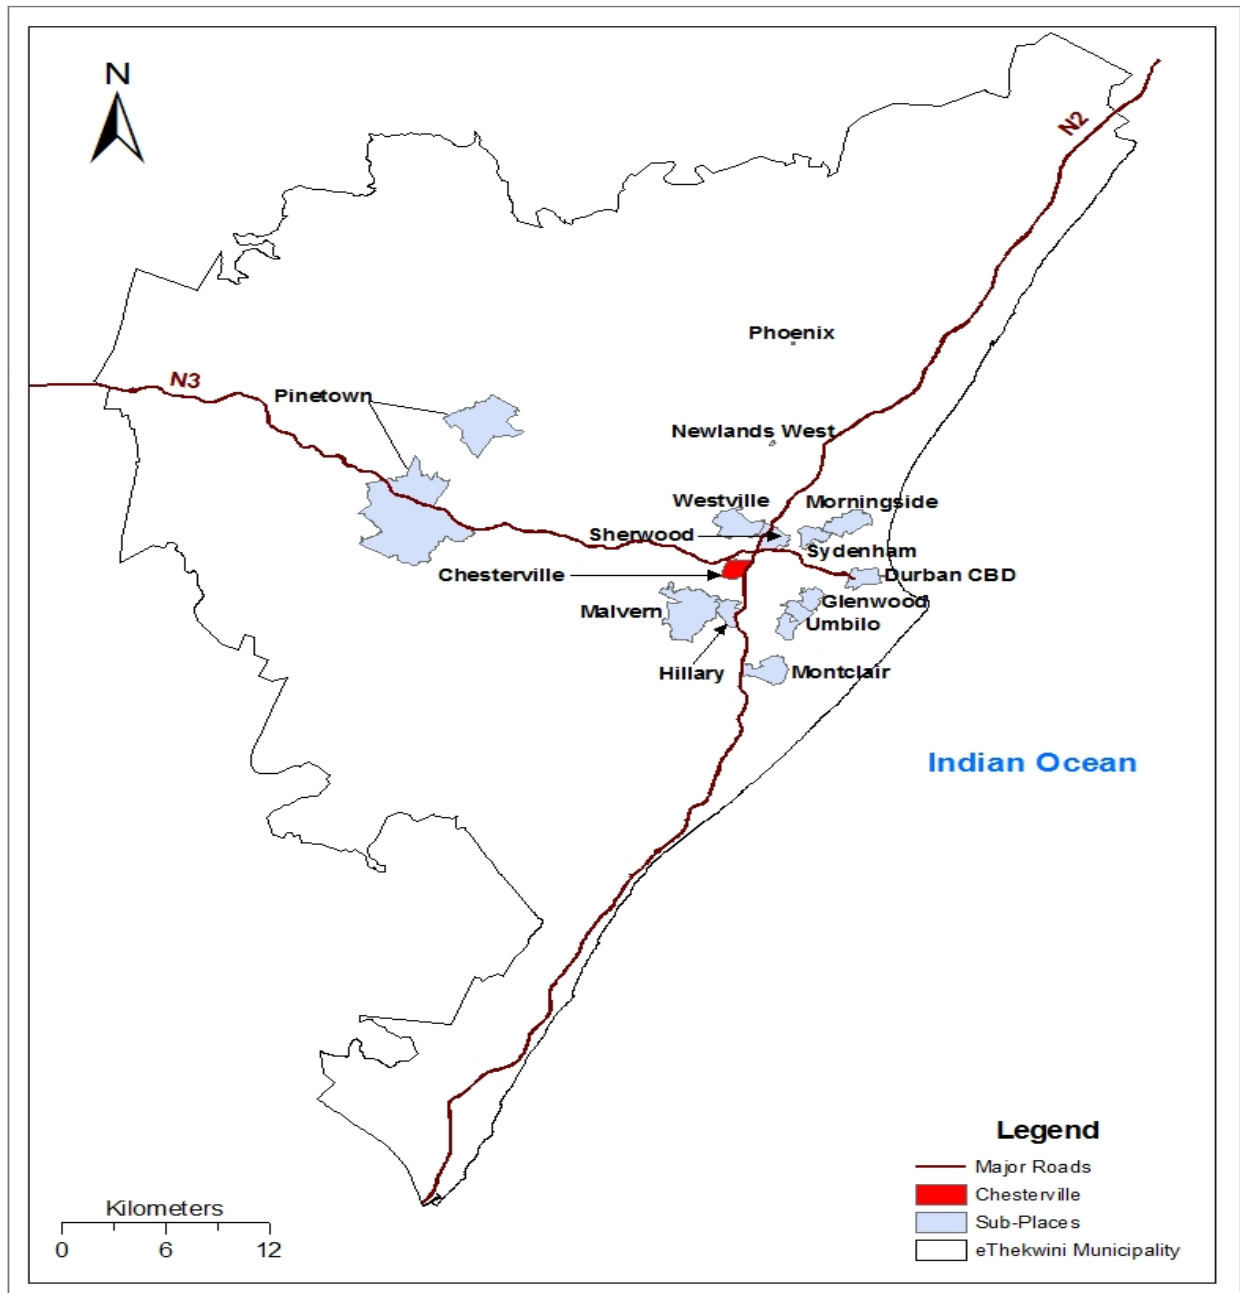 N
N2
Phoenix
N3
Pinetown
Newlands West
Westville
Morningside
Sherwood
Sydenham
Chesterville
Durban CBD
Malvern
Glenwood
Umbilo
Hillary
Montclair
Indian Ocean
Legend
Major Roads
Chesterville
Sub-Places
eThekwini Municipality
Kilometers
0 6 12